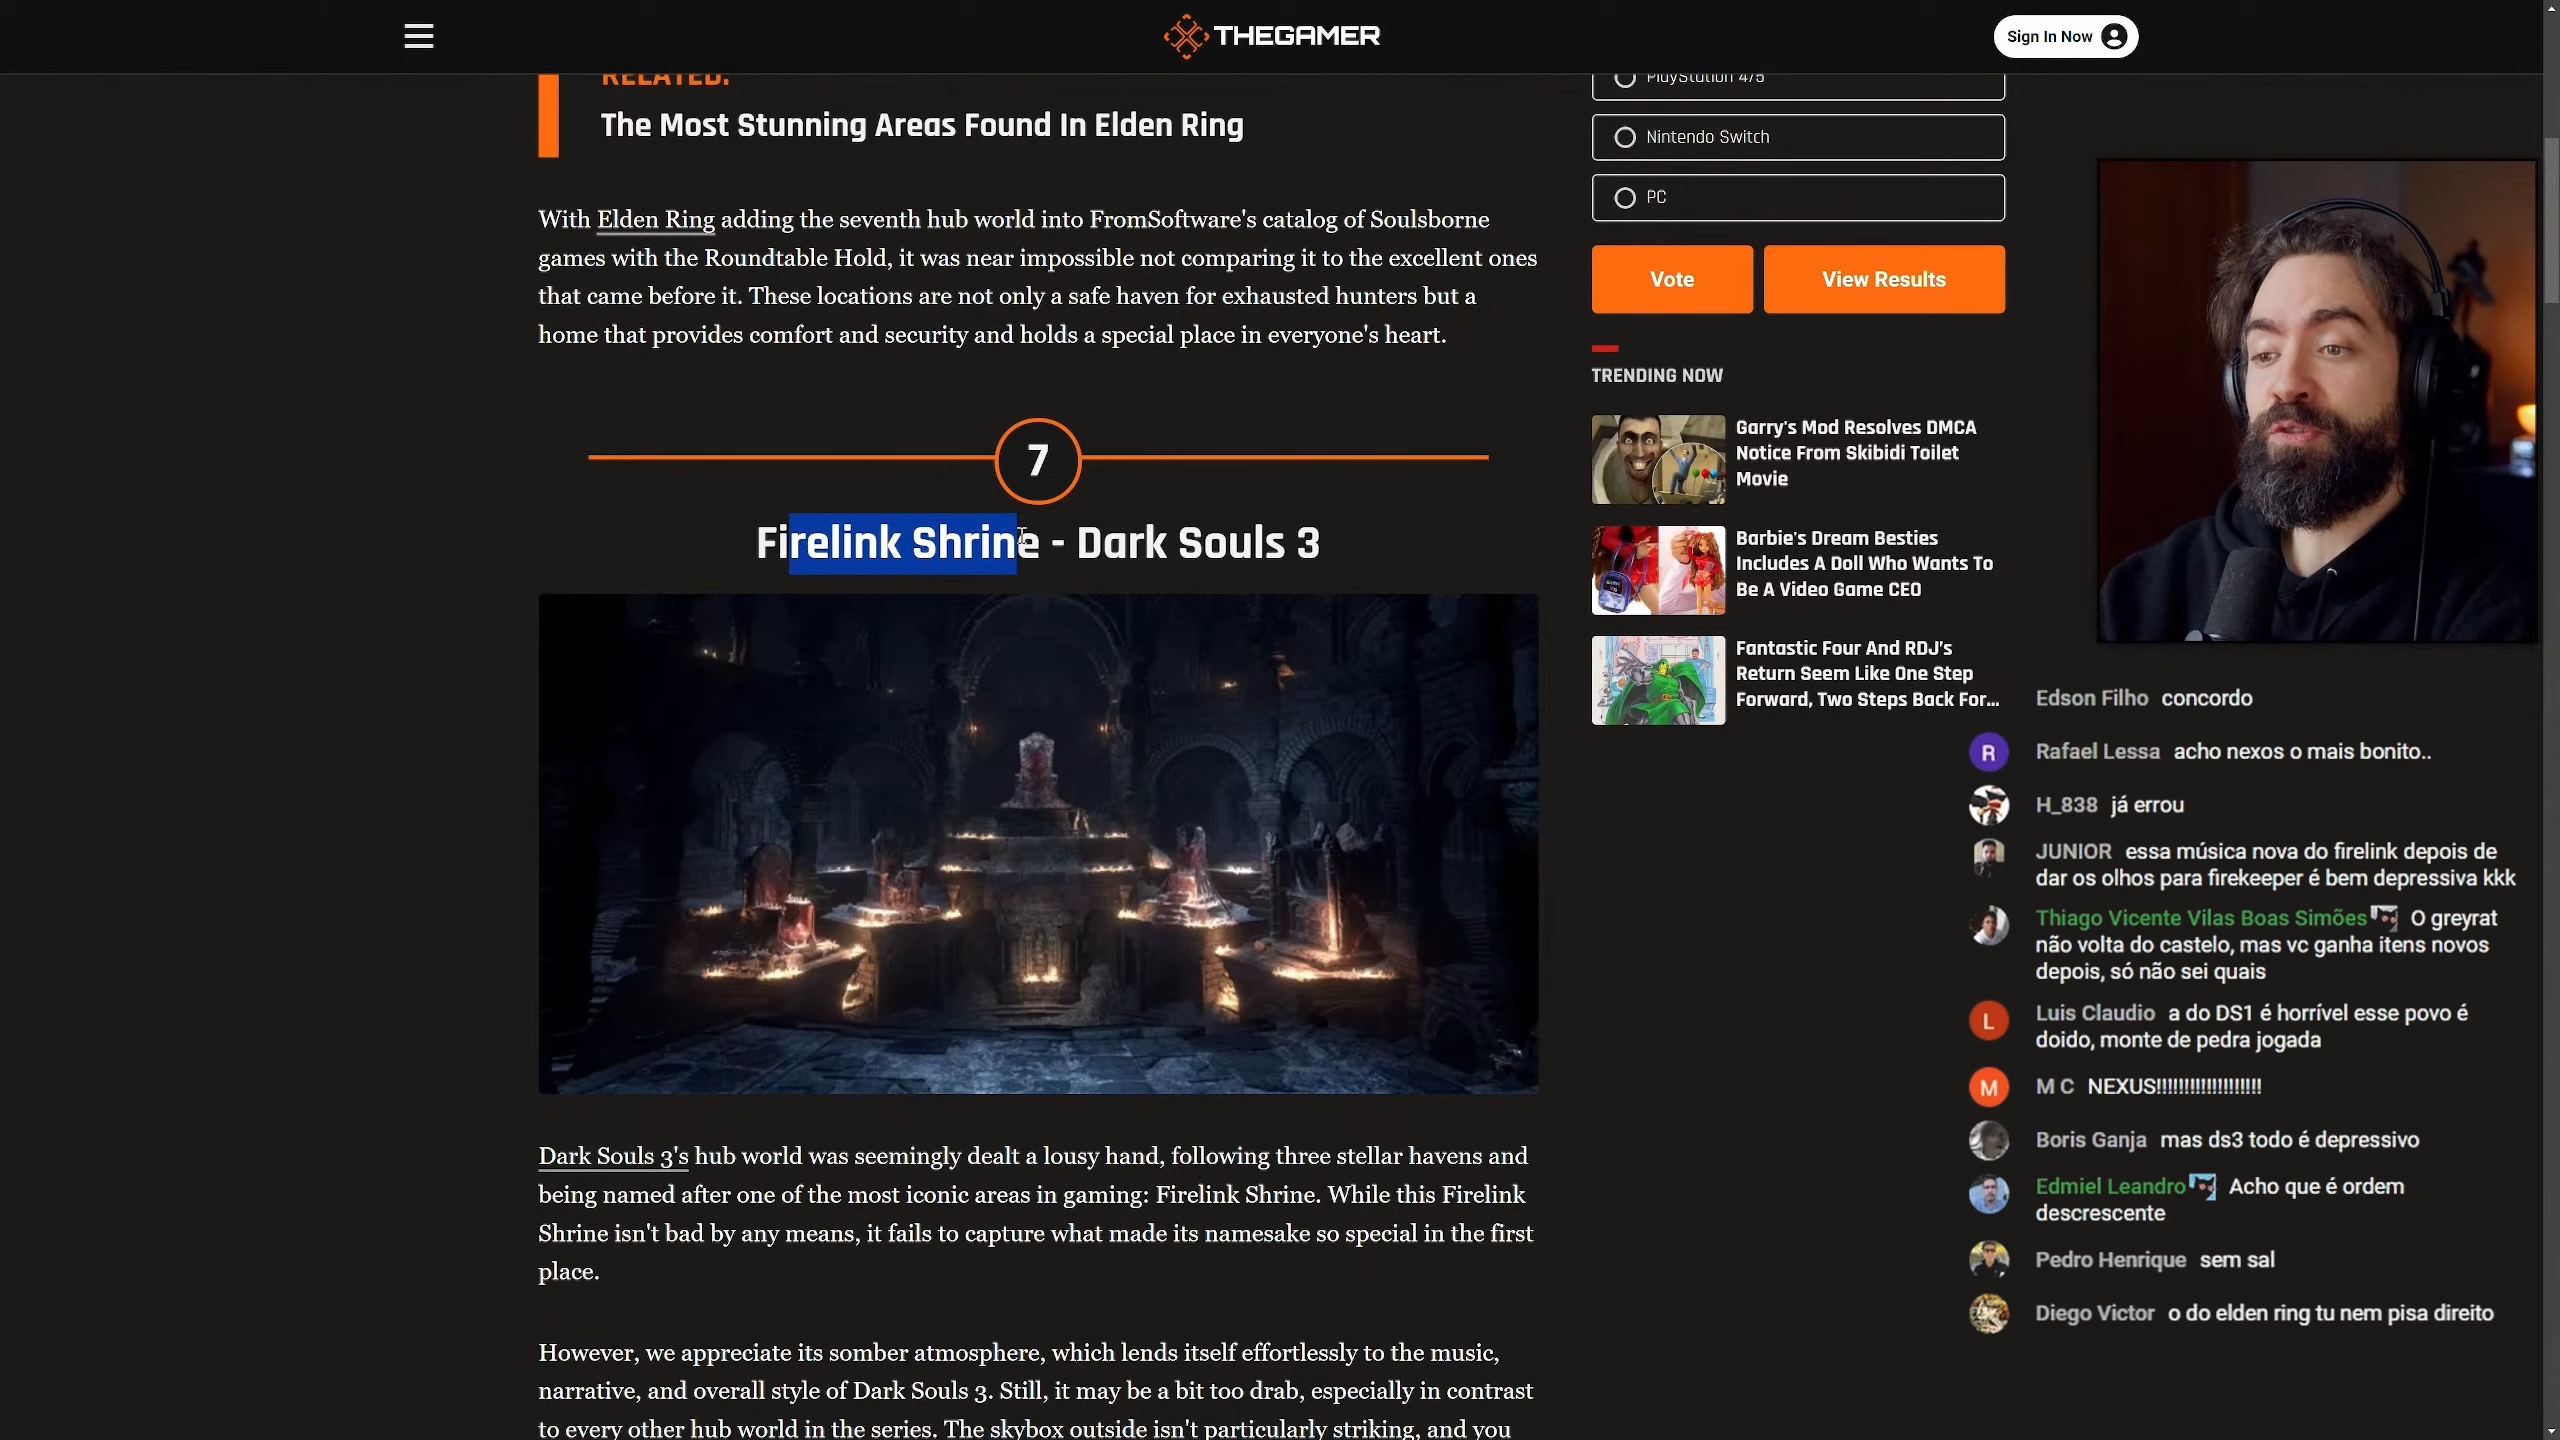 THEGAMER
Sign In Now
RELATED:
The Most Stunning Areas Found In Elden Ring
With Elden Ring adding the seventh hub world into FromSoftware's catalog of Soulsborne
games with the Roundtable Hold, it was near impossible not comparing it to the excellent ones
that came before it. These locations are not only a safe haven for exhausted hunters but a
home that provides comfort and security and holds a special place in everyone's heart.
7
Firelink Shrine - Dark Souls 3
Dark Souls 3's hub world was seemingly dealt a lousy hand, following three stellar havens and
being named after one of the most iconic areas in gaming: Firelink Shrine. While this Firelink
Shrine isn't bad by any means, it fails to capture what made its namesake so special in the first
place.
However, we appreciate its somber atmosphere, which lends itself effortlessly to the music,
narrative, and overall style of Dark Souls 3. Still, it may be a bit too drab, especially in contrast
to every other hub world in the series. The skybox outside isn't particularly striking, and you
PlayStation 4/5
Nintendo Switch
PC
Vote
View Results
TRENDING NOW
Garry's Mod Resolves DMCA
Notice From Skibidi Toilet
Movie
Barbie's Dream Besties
Includes A Doll Who Wants To
Be A Video Game CEO
Fantastic Four And RDJ's
Return Seem Like One Step
Forward, Two Steps Back For...
Edson Filho concordo
R
Rafael Lessa acho nexos o mais bonito..
H_838 já errou
JUNIOR essa música nova do firelink depois de
dar os olhos para firekeeper é bem depressiva kkk
Thiago Vicente Vilas Boas Simões O greyrat
não volta do castelo, mas vc ganha itens novos
depois, só não sei quais
L
Luis Claudio a do DS1 é horrível esse povo é
doido, monte de pedra jogada
M
M C NEXUS!!!!!!!!!!!!!!!!!!!
Boris Ganja mas ds3 todo é depressivo
Edmiel Leandro Acho que é ordem
descrescente
Pedro Henrique sem sal
Diego Victor o do elden ring tu nem pisa direito